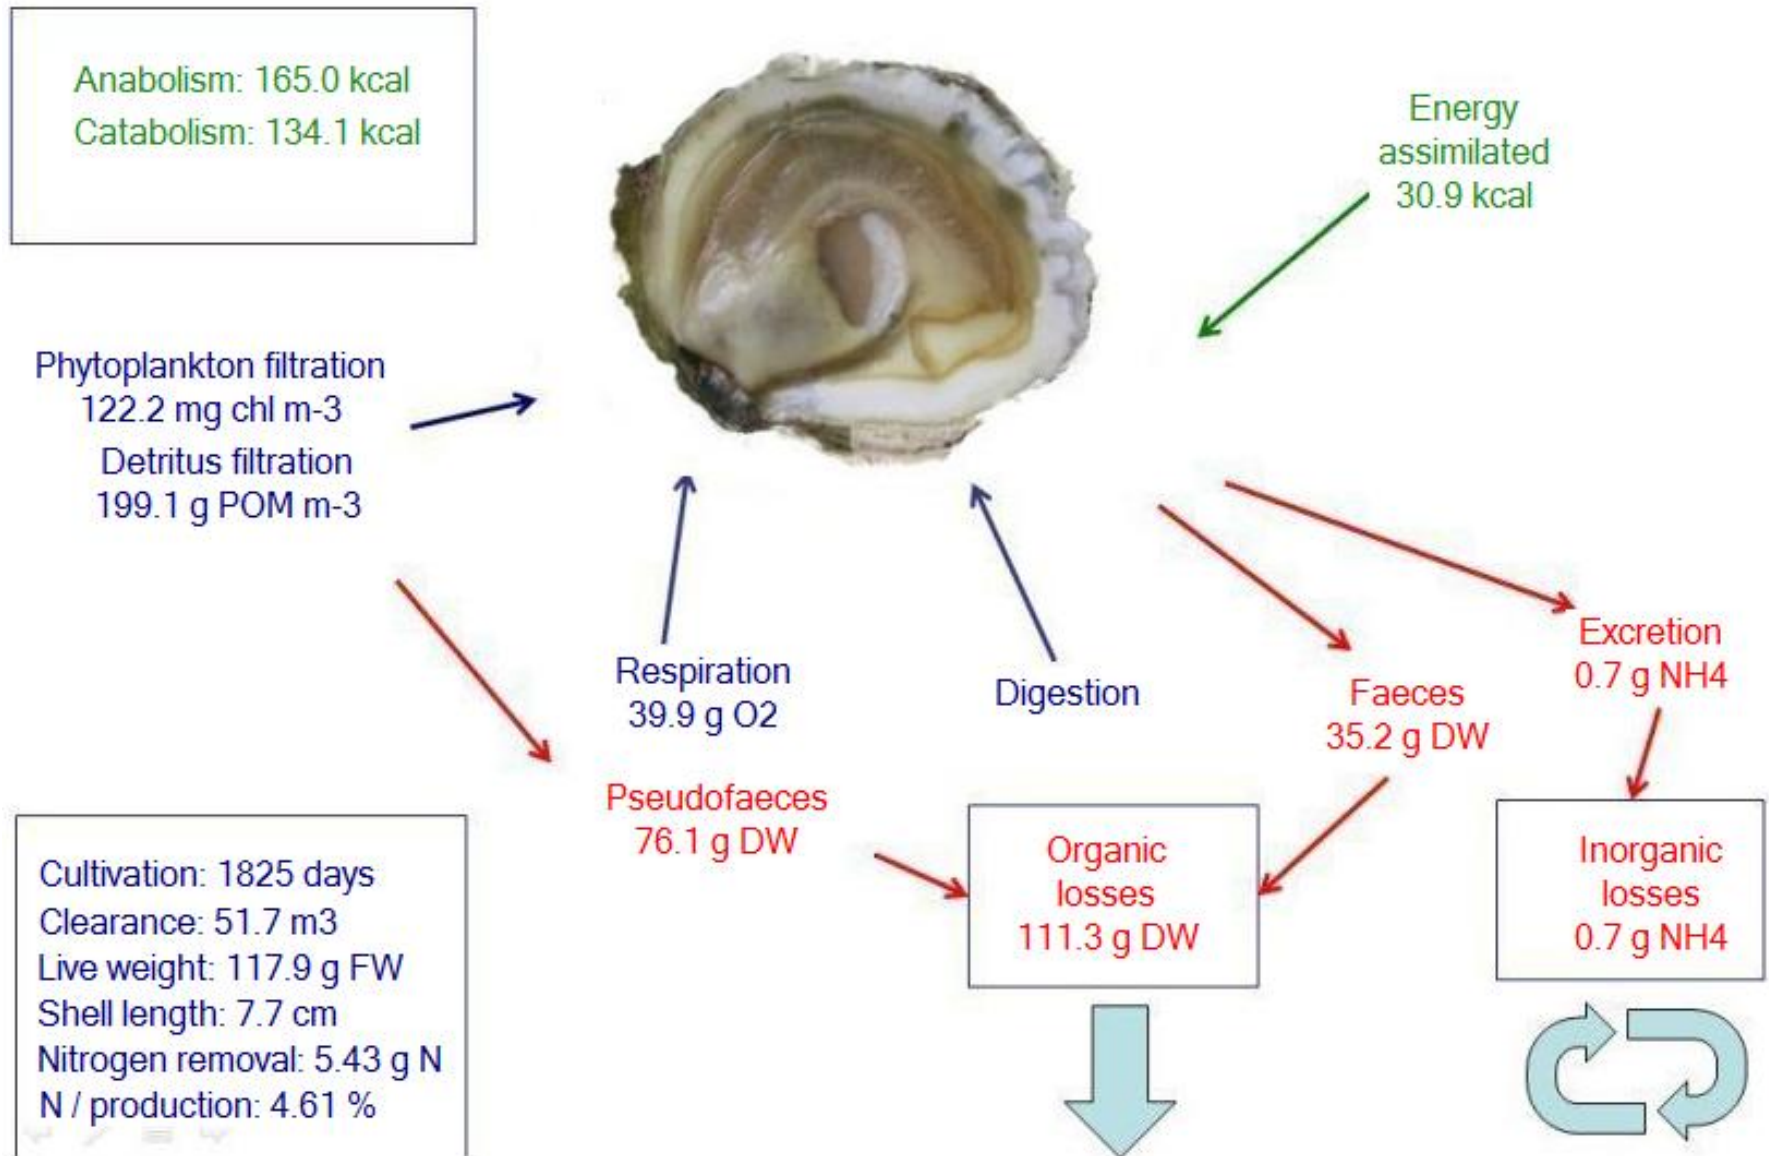 Anabolism: 165.0 kcal
Catabolism: 134.1 kcal
Energy
assimilated
30.9 kcal
Phytoplankton filtration
122.2 mg chl m-3
Detritus filtration
199.1 g POM m-3
Respiration
39.9 g O2
Digestion
Faeces
35.2 g DW
Excretion
0.7 g NH4
Pseudofaeces
76.1 g DW
Organic
losses
111.3 g DW
Inorganic
losses
0.7 g NH4
Cultivation: 1825 days
Clearance: 51.7 m3
Live weight: 117.9 g FW
Shell length: 7.7 cm
Nitrogen removal: 5.43 g N
N / production: 4.61 %